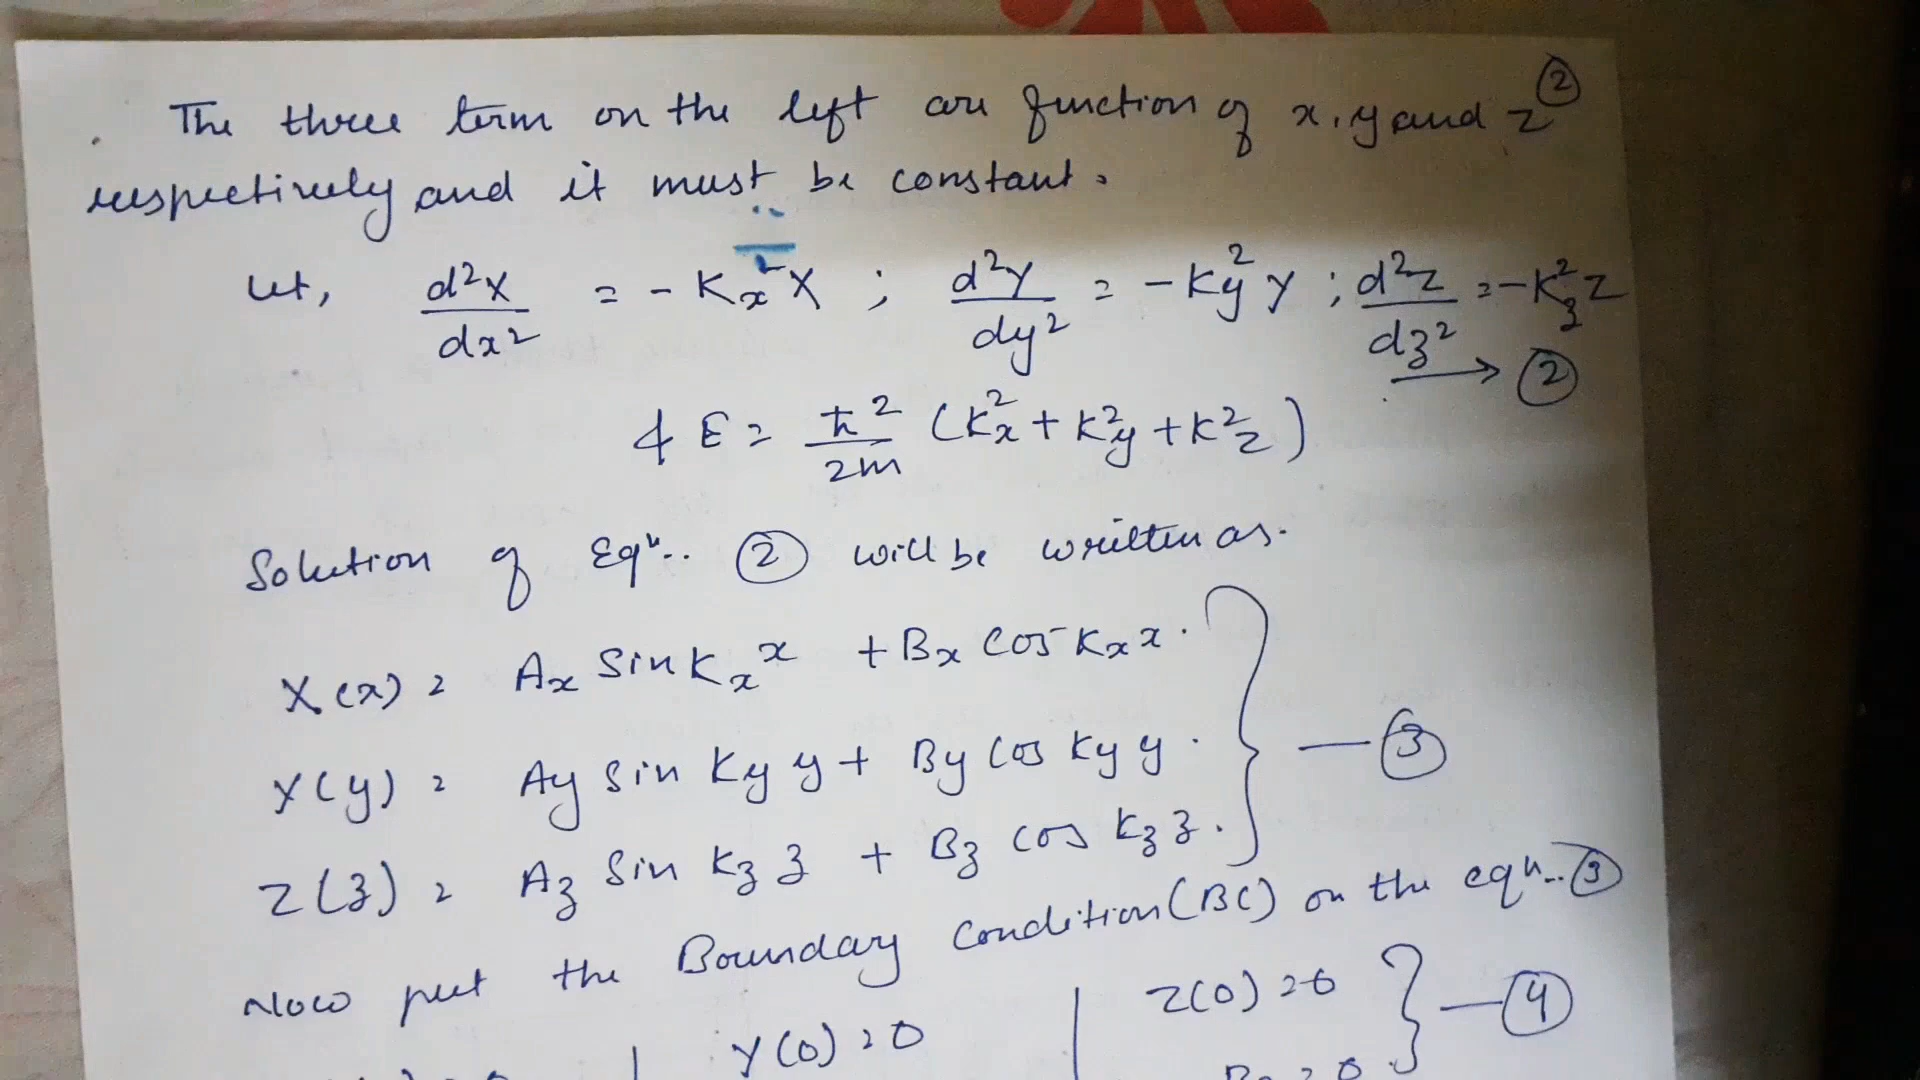 ②
The three term on the left are function of x, y and z
respectively and it must be constant.
Let, d²X/dx² = -Kx²X ; d²Y/dy² = -Ky²Y ; d²Z/dz² = -Kz²Z
→ ②
& E = ħ²/2m (Kx² + Ky² + Kz²)
Solution of Eqn.. ② will be written as.
X(x) = Ax Sin Kx x + Bx Cos Kx x.
Y(y) = Ay Sin Ky y + By Cos Ky y.
— ③
Z(z) = Az Sin Kz z + Bz cos Kz z.
Now put the Boundary Condition (BC) on the eqn.. ③
Y(0) = 0 | Z(0) = 0 } — ④